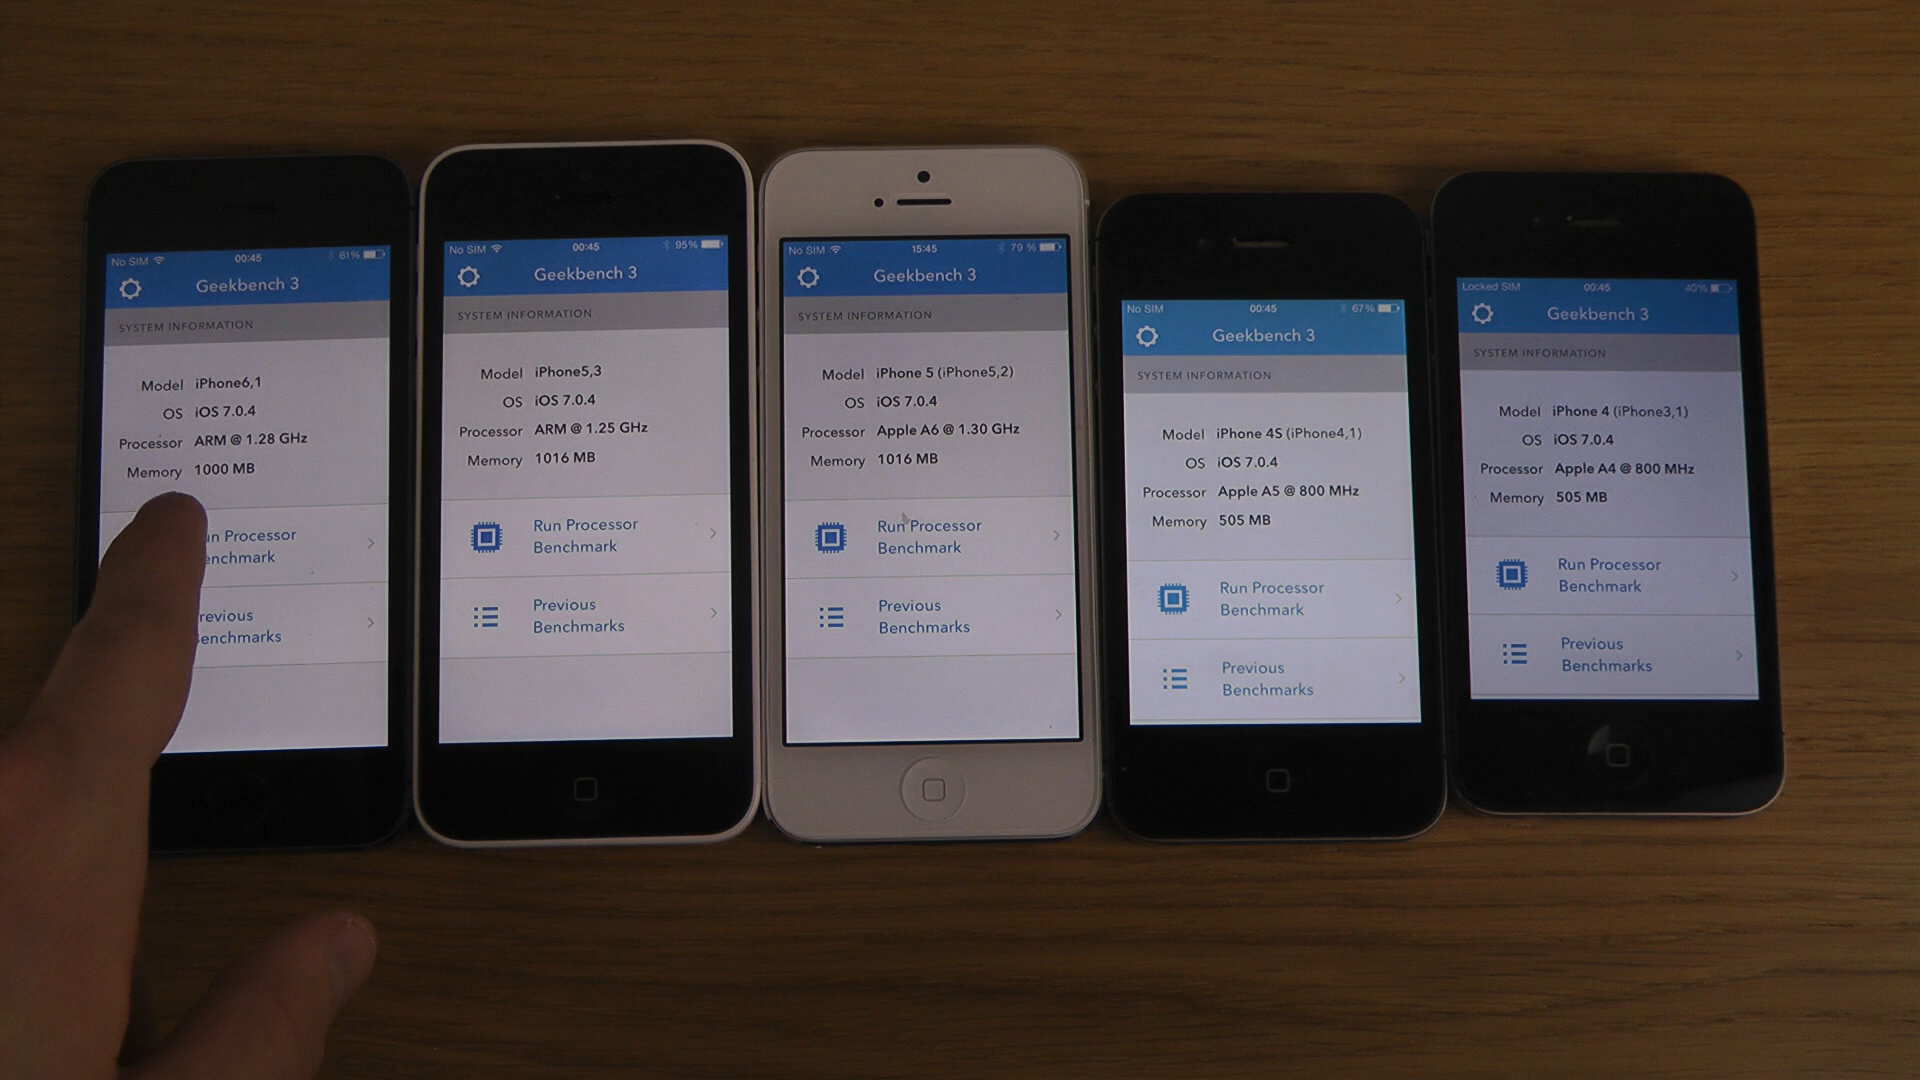 No SIM 00:45 61%
Geekbench 3
SYSTEM INFORMATION
Model iPhone6,1
OS iOS 7.0.4
Processor ARM @ 1.28 GHz
Memory 1000 MB
un Processor
enchmark
revious
enchmarks
No SIM 00:45 95%
Geekbench 3
SYSTEM INFORMATION
Model iPhone5,3
OS iOS 7.0.4
Processor ARM @ 1.25 GHz
Memory 1016 MB
Run Processor
Benchmark
Previous
Benchmarks
No SIM 15:45 79 %
Geekbench 3
SYSTEM INFORMATION
Model iPhone 5 (iPhone5,2)
OS iOS 7.0.4
Processor Apple A6 @ 1.30 GHz
Memory 1016 MB
Run Processor
Benchmark
Previous
Benchmarks
No SIM 00:45 67%
Geekbench 3
SYSTEM INFORMATION
Model iPhone 4S (iPhone4,1)
OS iOS 7.0.4
Processor Apple A5 @ 800 MHz
Memory 505 MB
Run Processor
Benchmark
Previous
Benchmarks
Locked SIM 00:45 40%
Geekbench 3
SYSTEM INFORMATION
Model iPhone 4 (iPhone3,1)
OS iOS 7.0.4
Processor Apple A4 @ 800 MHz
Memory 505 MB
Run Processor
Benchmark
Previous
Benchmarks